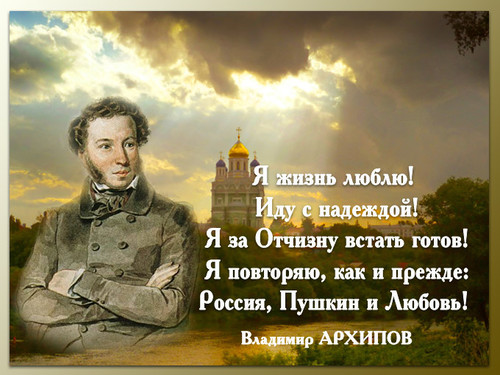 Я жизнь люблю!
Иду с надеждой!
Я за Отчизну встать готов!
Я повторяю, как и прежде:
Россия, Пушкин и Любовь!
Владимир АРХИПОВ